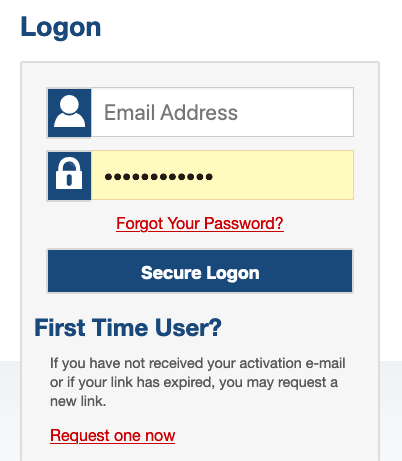 Logon
Email Address
••••••••••••
Forgot Your Password?
Secure Logon
First Time User?
If you have not received your activation e-mail
or if your link has expired, you may request a
new link.
Request one now